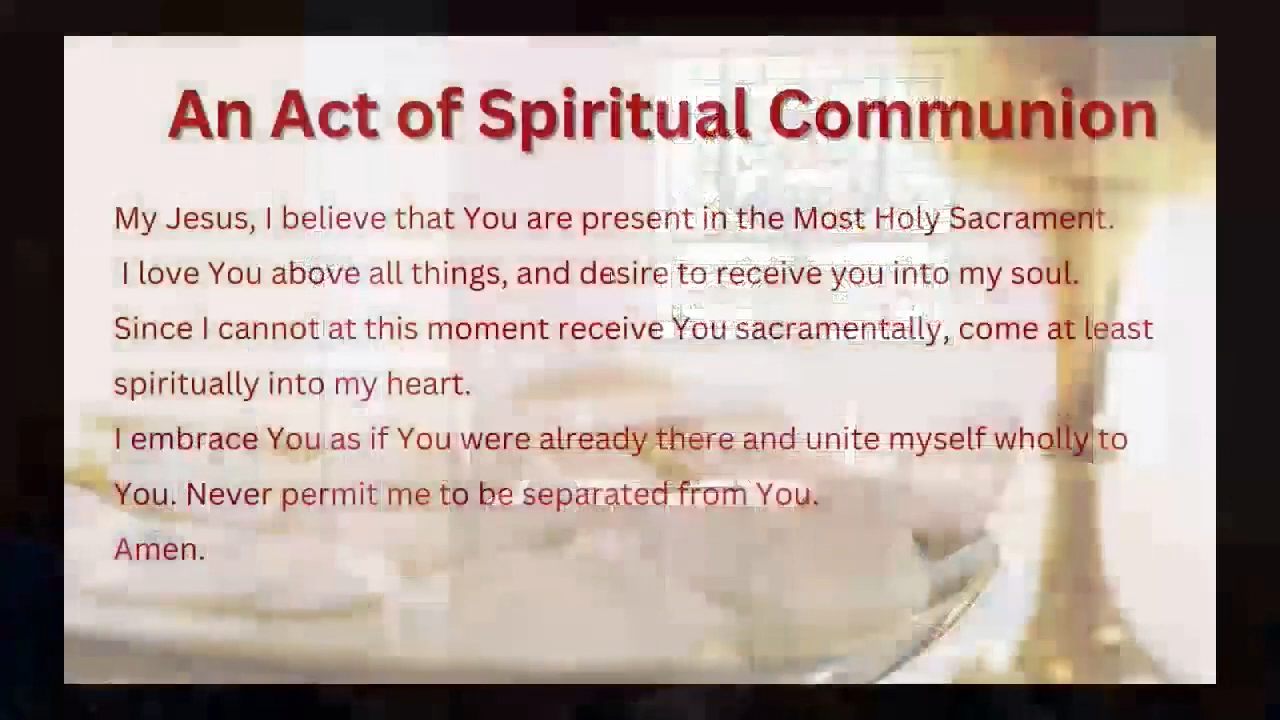 An Act of Spiritual Communion
My Jesus, I believe that You are present in the Most Holy Sacrament.
I love You above all things, and desire to receive you into my soul.
Since I cannot at this moment receive You sacramentally, come at least
spiritually into my heart.
I embrace You as if You were already there and unite myself wholly to
You. Never permit me to be separated from You.
Amen.